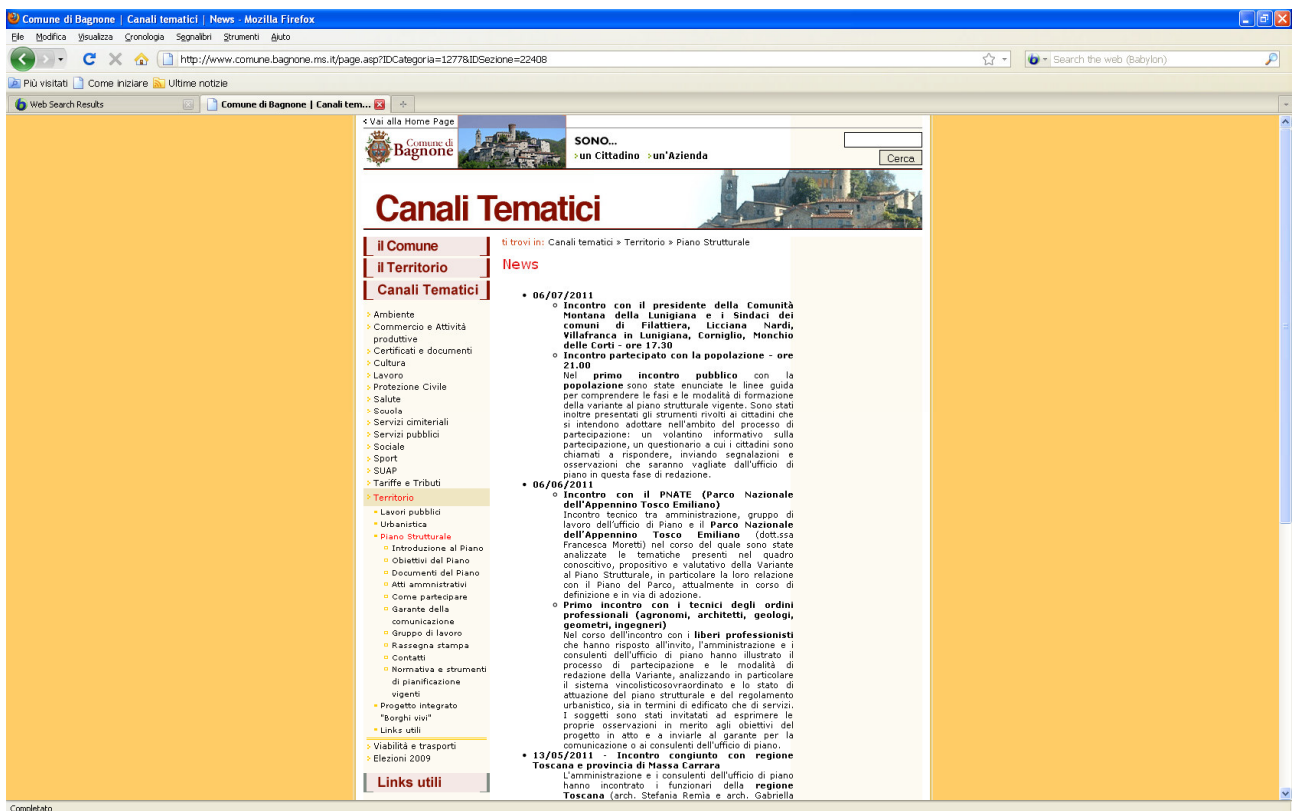 Comune di Bagnone | Canali tematici | News - Mozilla Firefox
File Modifica Visualizza Cronologia Segnalibri Strumenti Aiuto
http://www.comune.bagnone.ms.it/page.asp?IDCategoria=1277&IDSezione=22408
Search the web (Babylon)
Più visitati Come iniziare Ultime notizie
Web Search Results
Comune di Bagnone | Canali tem...
Vai alla Home Page
Comune di
Bagnone
SONO...
un Cittadino un'Azienda
Cerca
Canali Tematici
il Comune
il Territorio
Canali Tematici
Ambiente
Commercio e Attività
produttive
Certificati e documenti
Cultura
Lavoro
Protezione Civile
Salute
Scuola
Servizi cimiteriali
Servizi pubblici
Sociale
Sport
SUAP
Tariffe e Tributi
Territorio
Lavori pubblici
Urbanistica
Piano Strutturale
Introduzione al Piano
Obiettivi del Piano
Documenti del Piano
Atti ammnistrativi
Come partecipare
Garante della
comunicazione
Gruppo di lavoro
Rassegna stampa
Contatti
Normativa e strumenti
di pianificazione
vigenti
Progetto integrato
"Borghi vivi"
Links utili
Viabilità e trasporti
Elezioni 2009
Links utili
ti trovi in: Canali tematici » Territorio » Piano Strutturale
News
• 06/07/2011
Incontro con il presidente della Comunità
Montana della Lunigiana e i Sindaci dei
comuni di Filattiera, Licciana Nardi,
Villafranca in Lunigiana, Corniglio, Monchio
delle Corti - ore 17.30
Incontro partecipato con la popolazione - ore
21.00
Nel primo incontro pubblico con la
popolazione sono state enunciate le linee guida
per comprendere le fasi e le modalità di formazione
della variante al piano strutturale vigente. Sono stati
inoltre presentati gli strumenti rivolti ai cittadini che
si intendono adottare nell'ambito del processo di
partecipazione: un volantino informativo sulla
partecipazione, un questionario a cui i cittadini sono
chiamati a rispondere, inviando segnalazioni e
osservazioni che saranno vagliate dall'ufficio di
piano in questa fase di redazione.
• 06/06/2011
Incontro con il PNATE (Parco Nazionale
dell'Appennino Tosco Emiliano)
Incontro tecnico tra amministrazione, gruppo di
lavoro dell'ufficio di Piano e il Parco Nazionale
dell'Appennino Tosco Emiliano (dott.ssa
Francesca Moretti) nel corso del quale sono state
analizzate le tematiche presenti nel quadro
conoscitivo, propositivo e valutativo della Variante
al Piano Strutturale, in particolare la loro relazione
con il Piano del Parco, attualmente in corso di
definizione e in via di adozione.
Primo incontro con i tecnici degli ordini
professionali (agronomi, architetti, geologi,
geometri, ingegneri)
Nel corso dell'incontro con i liberi professionisti
che hanno risposto all'invito, l'amministrazione e i
consulenti dell'ufficio di piano hanno illustrato il
processo di partecipazione e le modalità di
redazione della Variante, analizzando in particolare
il sistema vincolisticosovraordinato e lo stato di
attuazione del piano strutturale e del regolamento
urbanistico, sia in termini di edificato che di servizi.
I soggetti sono stati invitatati ad esprimere le
proprie osservazioni in merito agli obiettivi del
progetto in atto e a inviarle al garante per la
comunicazione o ai consulenti dell'ufficio di piano.
• 13/05/2011 - Incontro congiunto con regione
Toscana e provincia di Massa Carrara
L'amministrazione e i consulenti dell'ufficio di piano
hanno incontrato i funzionari della regione
Toscana (arch. Stefania Remia e arch. Gabriella
Completato